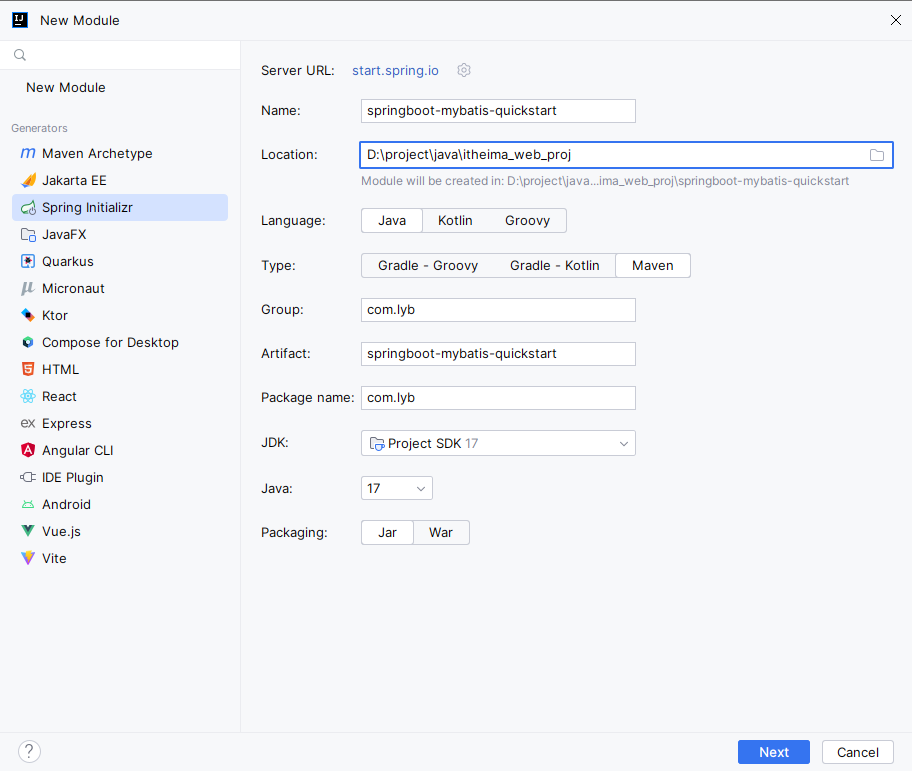 New Module
New Module
Generators
Maven Archetype
Jakarta EE
Spring Initializr
JavaFX
Quarkus
Micronaut
Ktor
Compose for Desktop
HTML
React
ex Express
Angular CLI
IDE Plugin
Android
Vue.js
Vite
Server URL: start.spring.io
Name: springboot-mybatis-quickstart
Location: D:\project\java\itheima_web_proj
Module will be created in: D:\project\java...ima_web_proj\springboot-mybatis-quickstart
Language: Java Kotlin Groovy
Type: Gradle - Groovy Gradle - Kotlin Maven
Group: com.lyb
Artifact: springboot-mybatis-quickstart
Package name: com.lyb
JDK: Project SDK 17
Java: 17
Packaging: Jar War
? Next Cancel